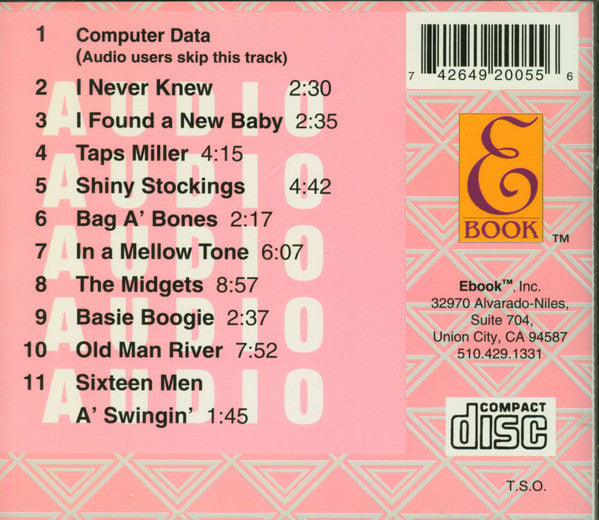 1 Computer Data
(Audio users skip this track)
2 I Never Knew 2:30
3 I Found a New Baby 2:35
4 Taps Miller 4:15
5 Shiny Stockings 4:42
6 Bag A' Bones 2:17
7 In a Mellow Tone 6:07
8 The Midgets 8:57
9 Basie Boogie 2:37
10 Old Man River 7:52
11 Sixteen Men
A' Swingin' 1:45
AUDIO
AUDIO
AUDIO
AUDIO
AUDIO
7 42649 20055 6
E
BOOK
TM
Ebook™, Inc.
32970 Alvarado-Niles,
Suite 704,
Union City, CA 94587
510.429.1331
COMPACT
disc
T.S.O.